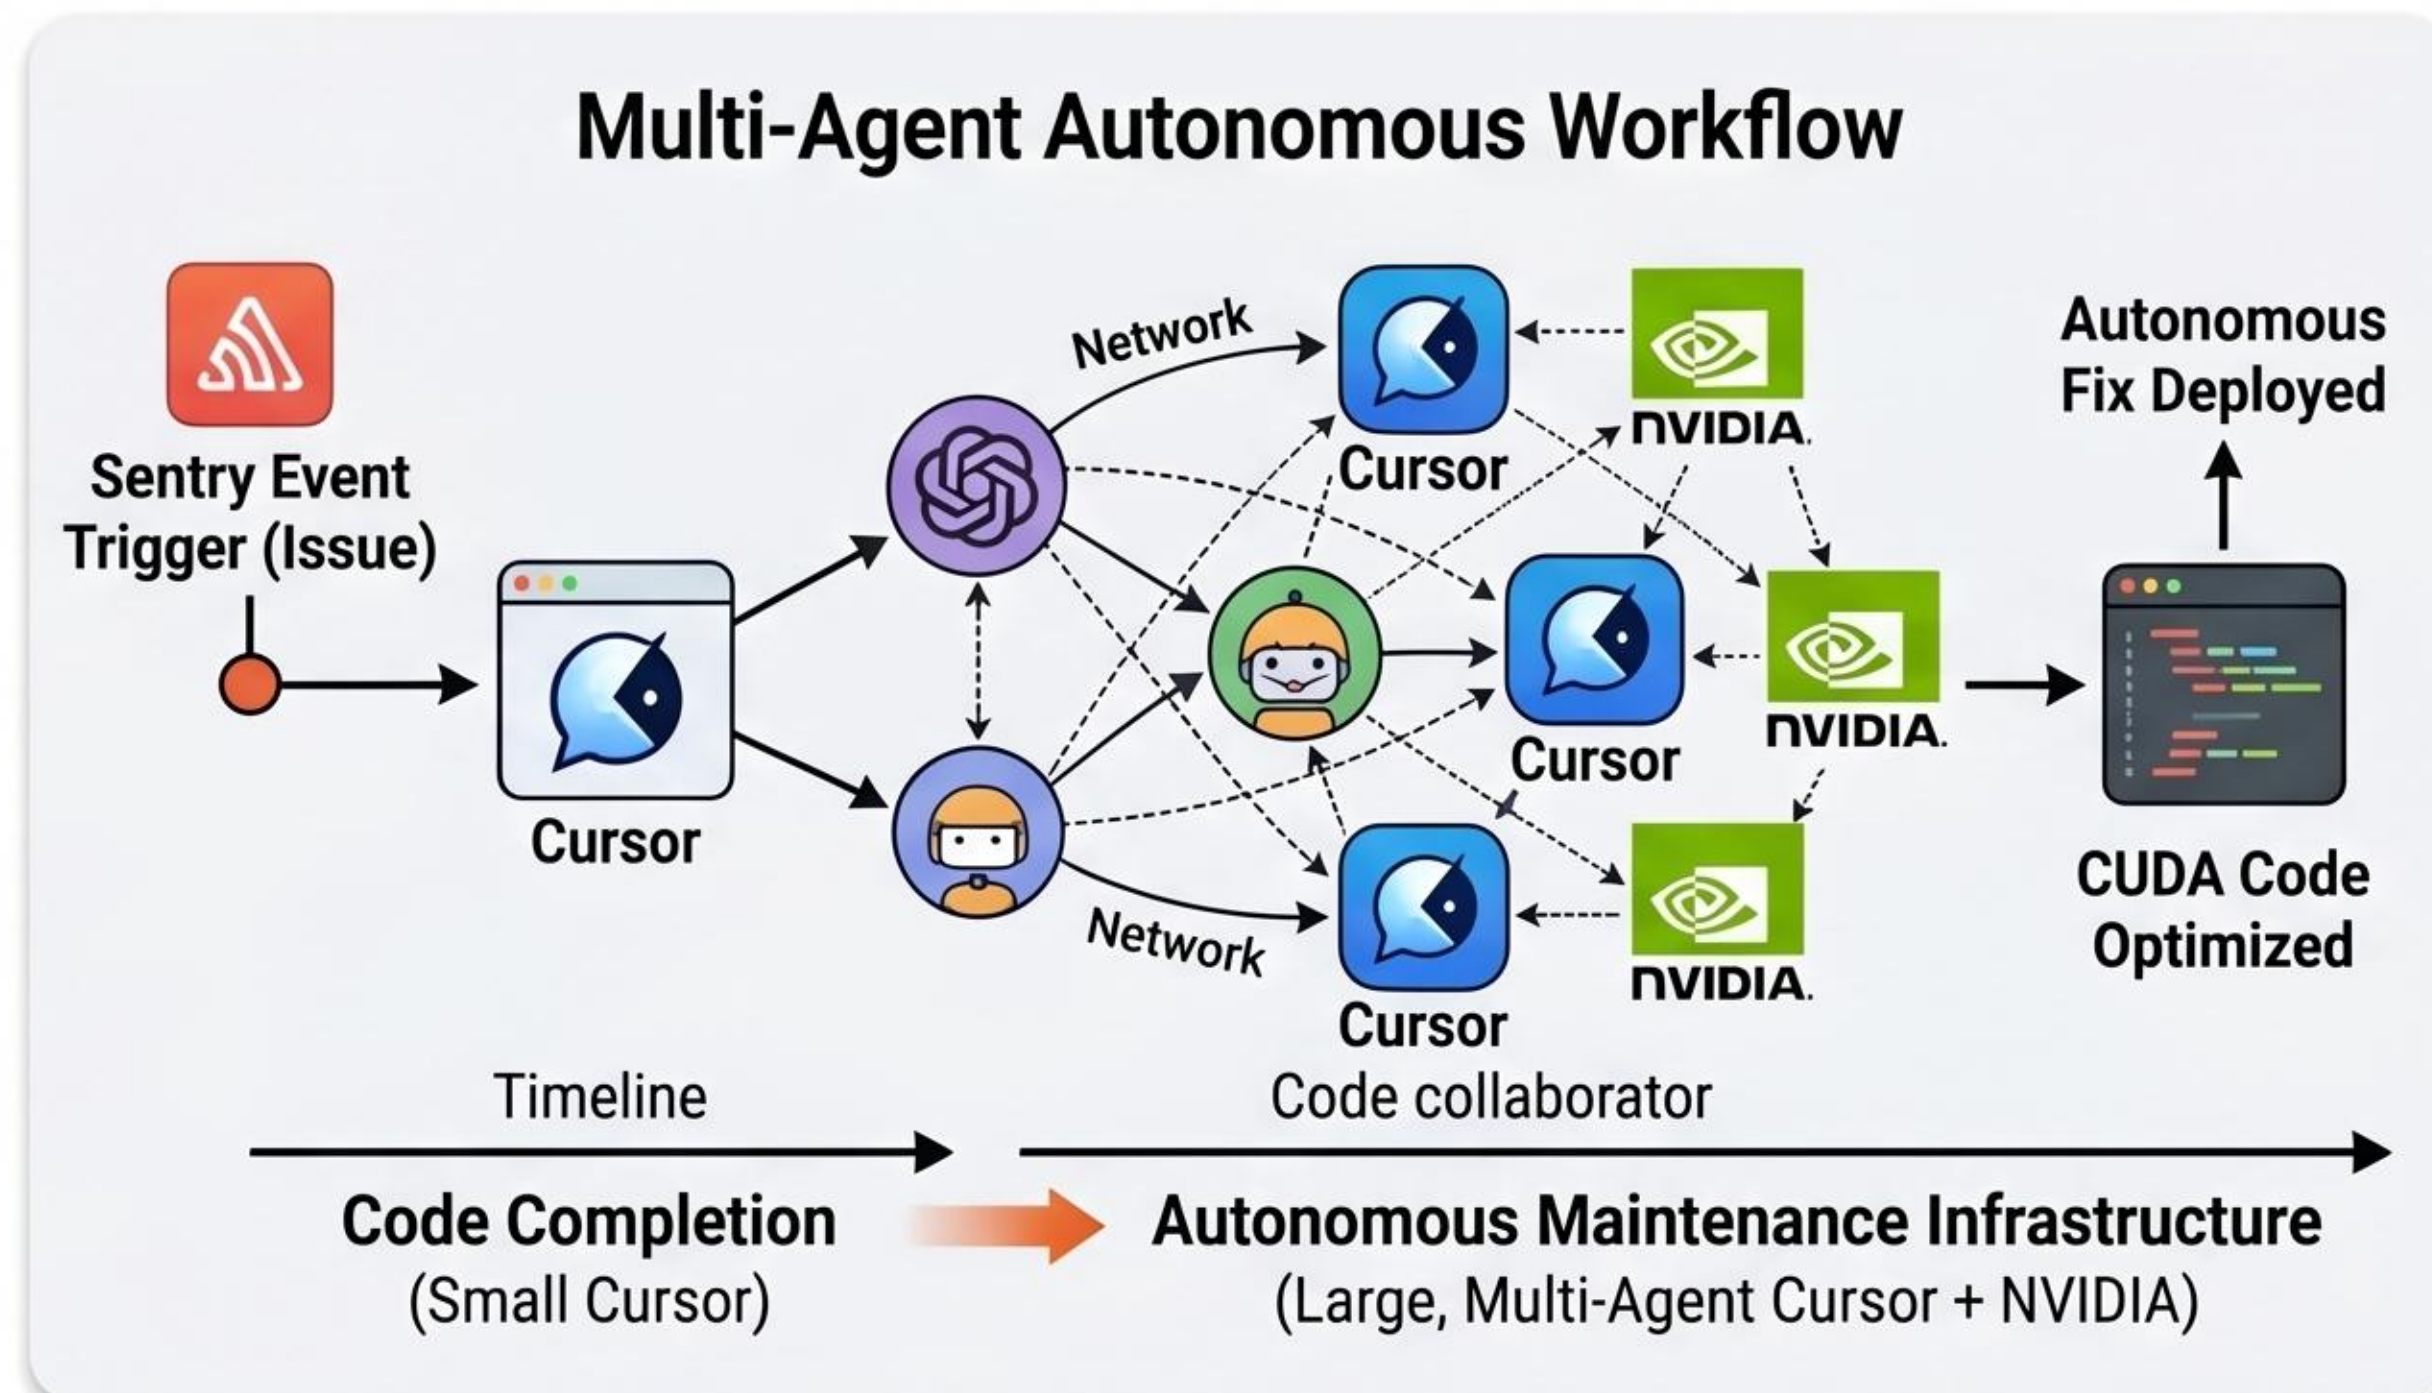 Multi-Agent Autonomous Workflow
Sentry Event
Trigger (Issue)
Cursor
Network
Network
Cursor
NVIDIA.
Cursor
NVIDIA.
Cursor
NVIDIA.
Autonomous
Fix Deployed
CUDA Code
Optimized
Timeline
Code collaborator
Code Completion
(Small Cursor)
Autonomous Maintenance Infrastructure
(Large, Multi-Agent Cursor + NVIDIA)